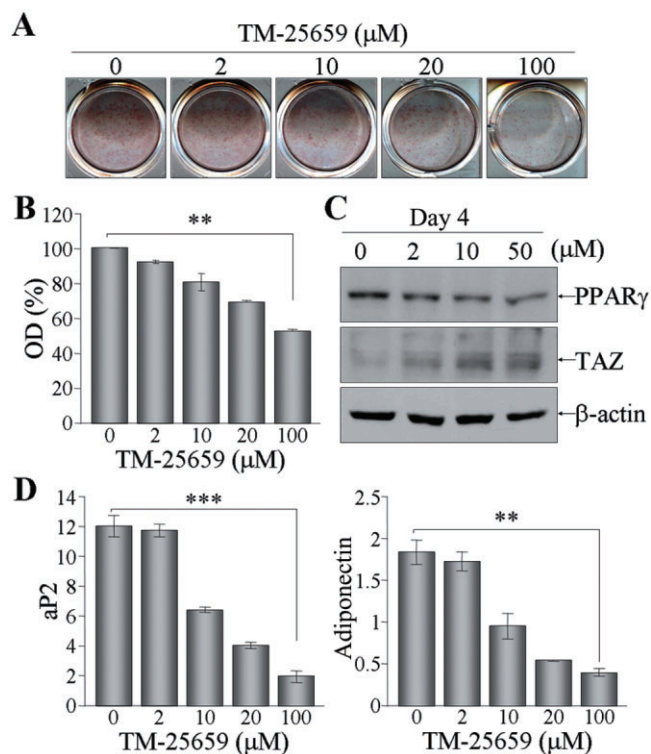 A
TM-25659 (μM)
0 2 10 20 100
B
120
100
80
60
40
20
0
OD (%)
**
0 2 10 20 100
TM-25659 (μM)
C
Day 4
0 2 10 50 (μM)
PPARγ
TAZ
β-actin
D
14
12
10
8
6
4
2
0
aP2
***
0 2 10 20 100
TM-25659 (μM)
2
1.5
1
0.5
0
Adiponectin
**
0 2 10 20 100
TM-25659 (μM)